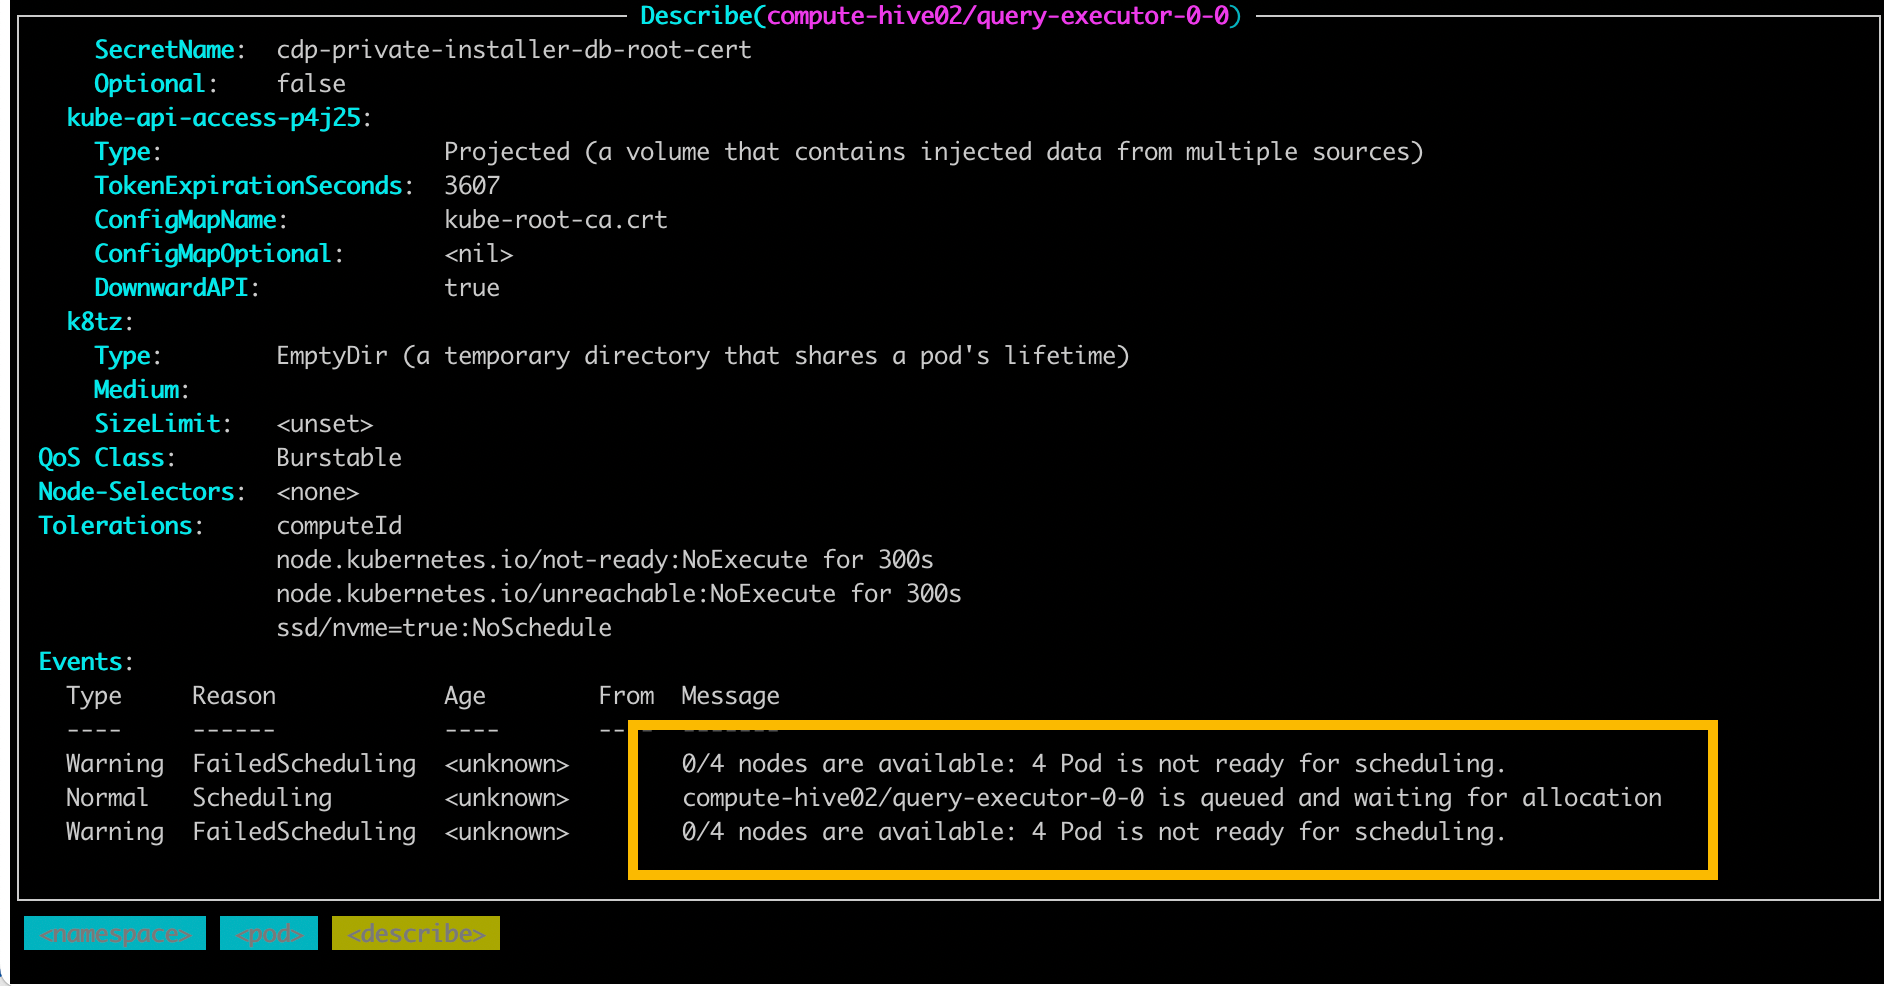 Describe(compute-hive02/query-executor-0-0)
SecretName: cdp-private-installer-db-root-cert
Optional: false
kube-api-access-p4j25:
Type: Projected (a volume that contains injected data from multiple sources)
TokenExpirationSeconds: 3607
ConfigMapName: kube-root-ca.crt
ConfigMapOptional: <nil>
DownwardAPI: true
k8tz:
Type: EmptyDir (a temporary directory that shares a pod's lifetime)
Medium:
SizeLimit: <unset>
QoS Class: Burstable
Node-Selectors: <none>
Tolerations: computeId
node.kubernetes.io/not-ready:NoExecute for 300s
node.kubernetes.io/unreachable:NoExecute for 300s
ssd/nvme=true:NoSchedule
Events:
Type Reason Age From Message
---- ------ ---- ---- -------
Warning FailedScheduling <unknown> 0/4 nodes are available: 4 Pod is not ready for scheduling.
Normal Scheduling <unknown> compute-hive02/query-executor-0-0 is queued and waiting for allocation
Warning FailedScheduling <unknown> 0/4 nodes are available: 4 Pod is not ready for scheduling.
<namespace> <pod> <describe>